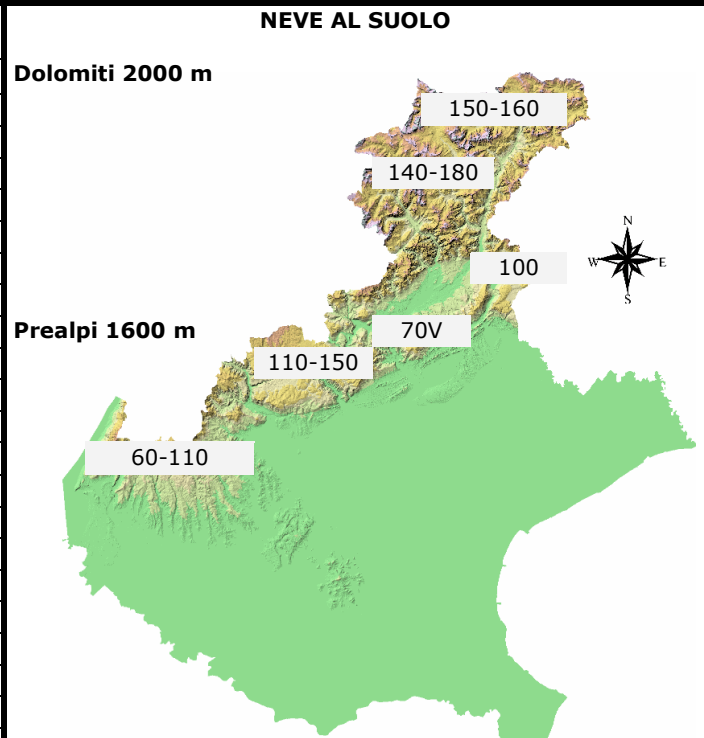 NEVE AL SUOLO
Dolomiti 2000 m
150-160
140-180
N
W E
S
100
Prealpi 1600 m
70V
110-150
60-110